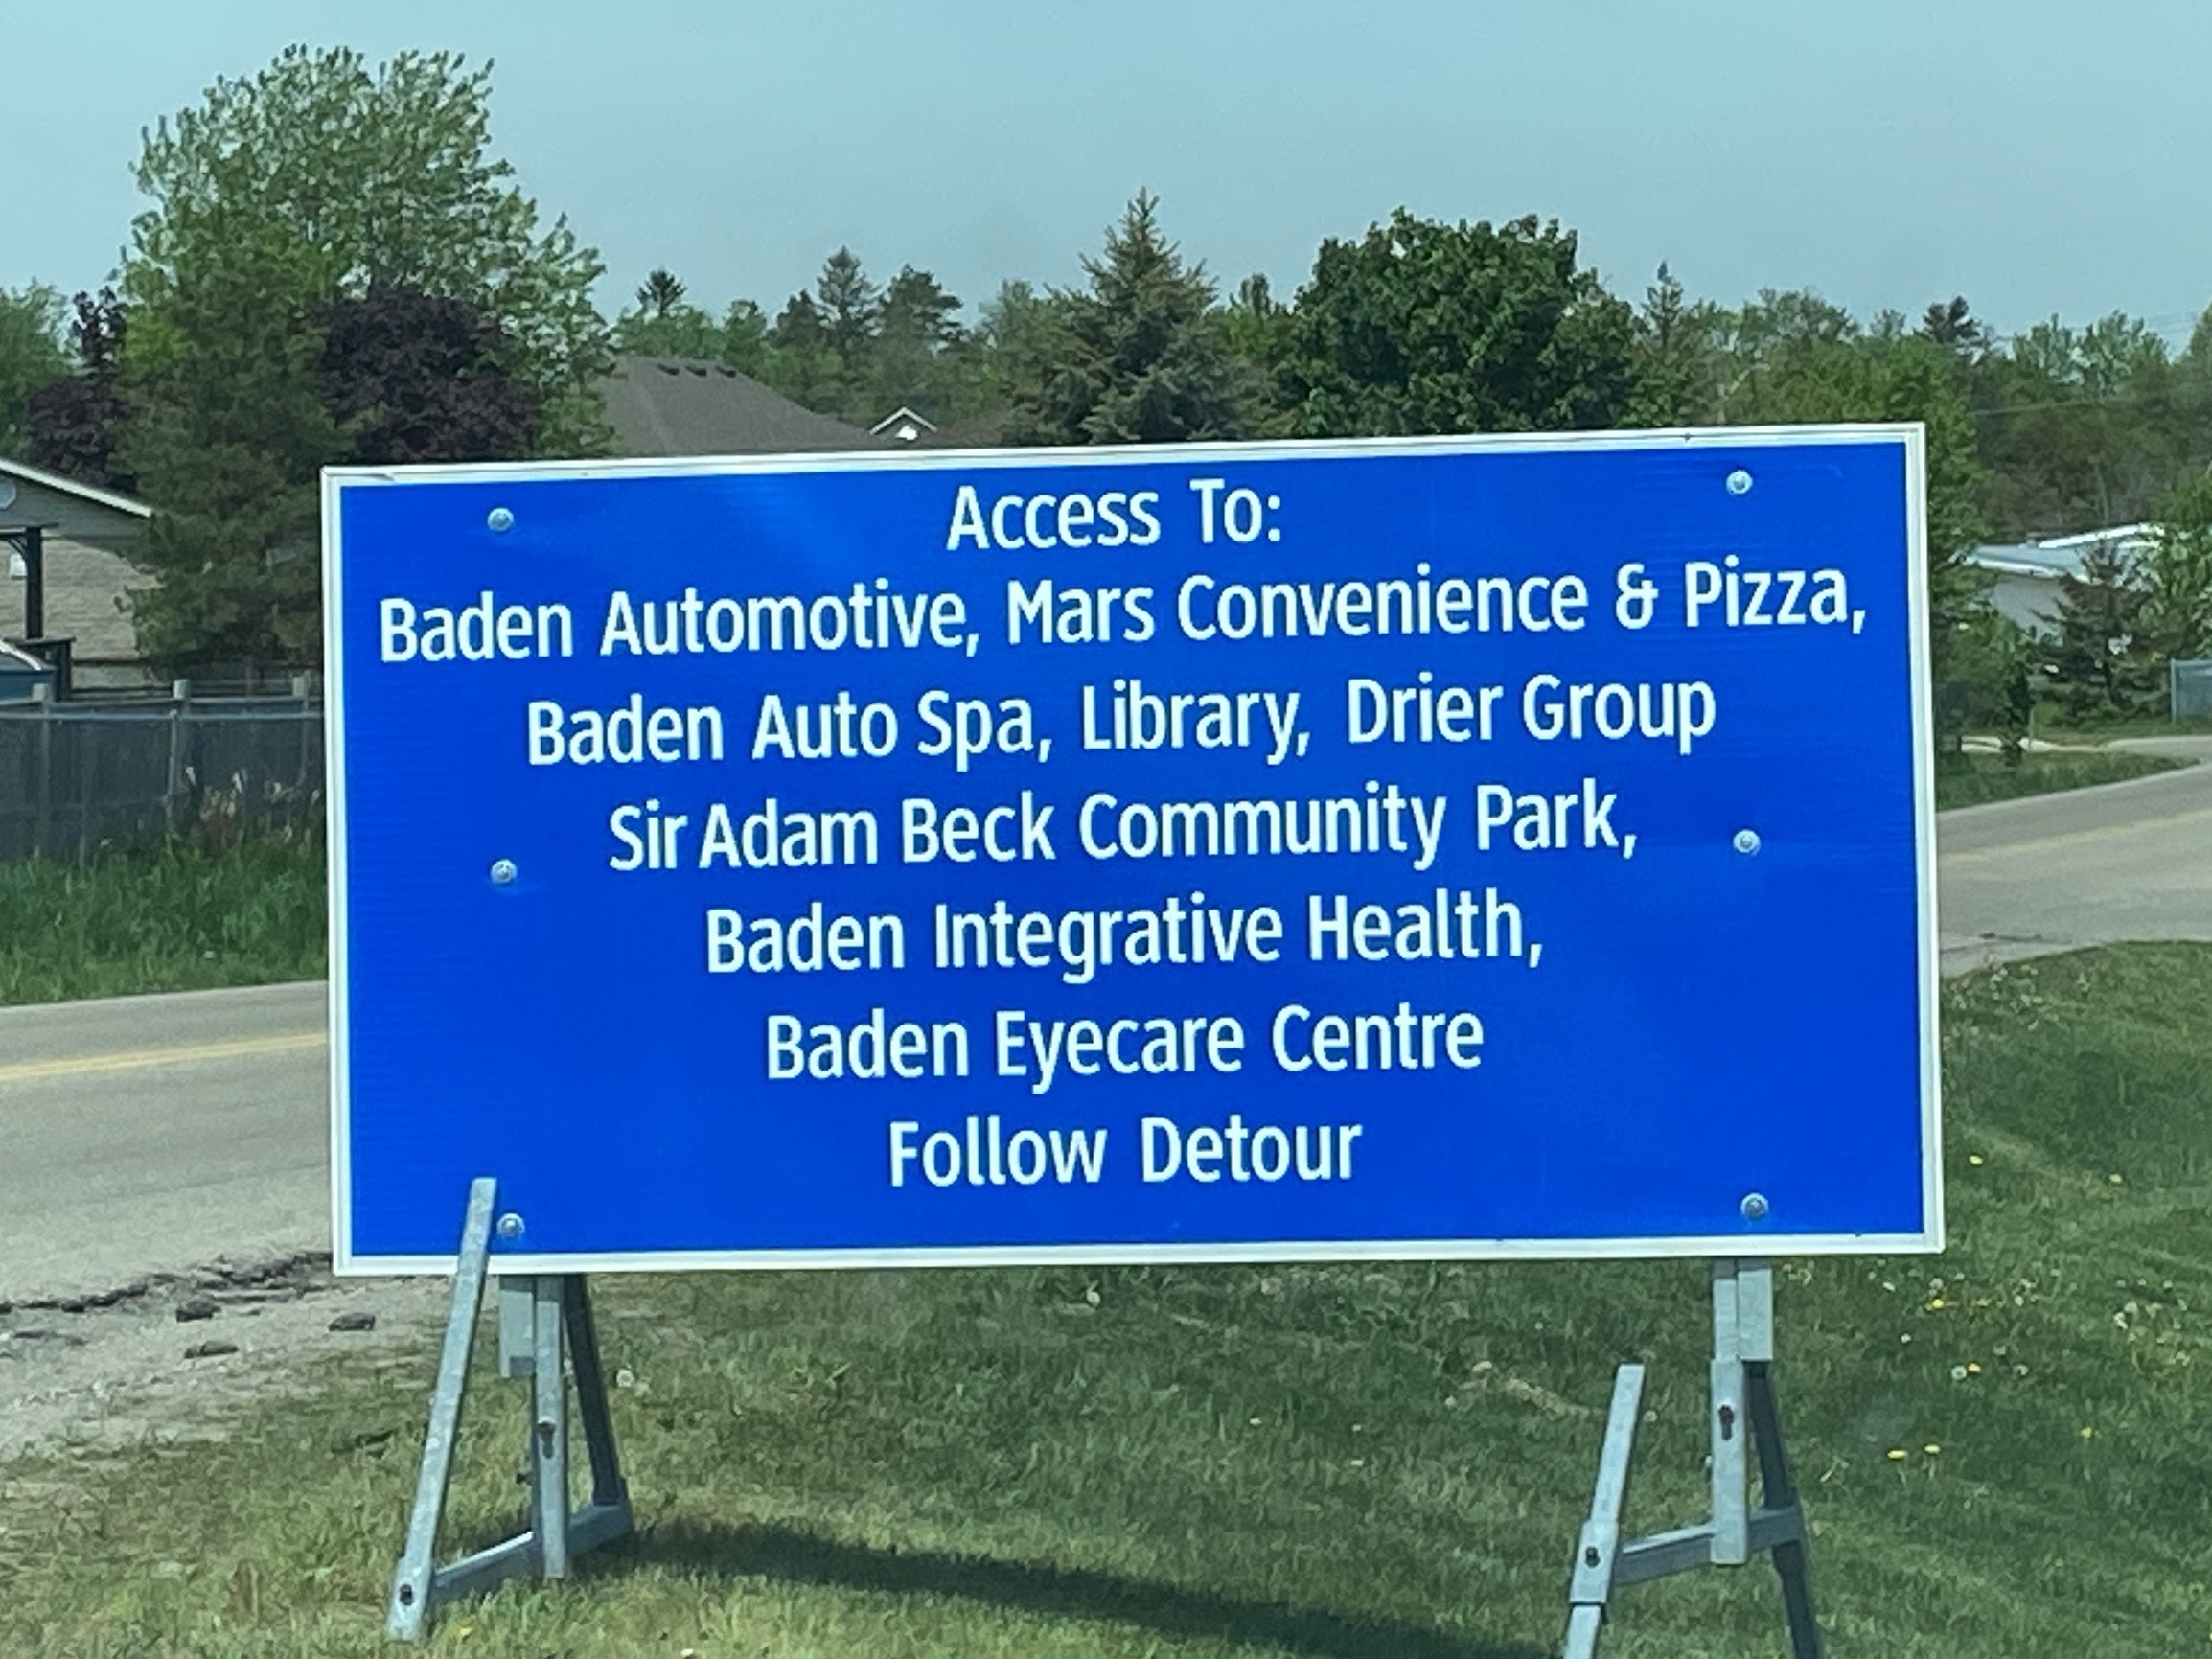 Access To:
Baden Automotive, Mars Convenience & Pizza,
Baden Auto Spa, Library, Drier Group
Sir Adam Beck Community Park,
Baden Integrative Health,
Baden Eyecare Centre
Follow Detour